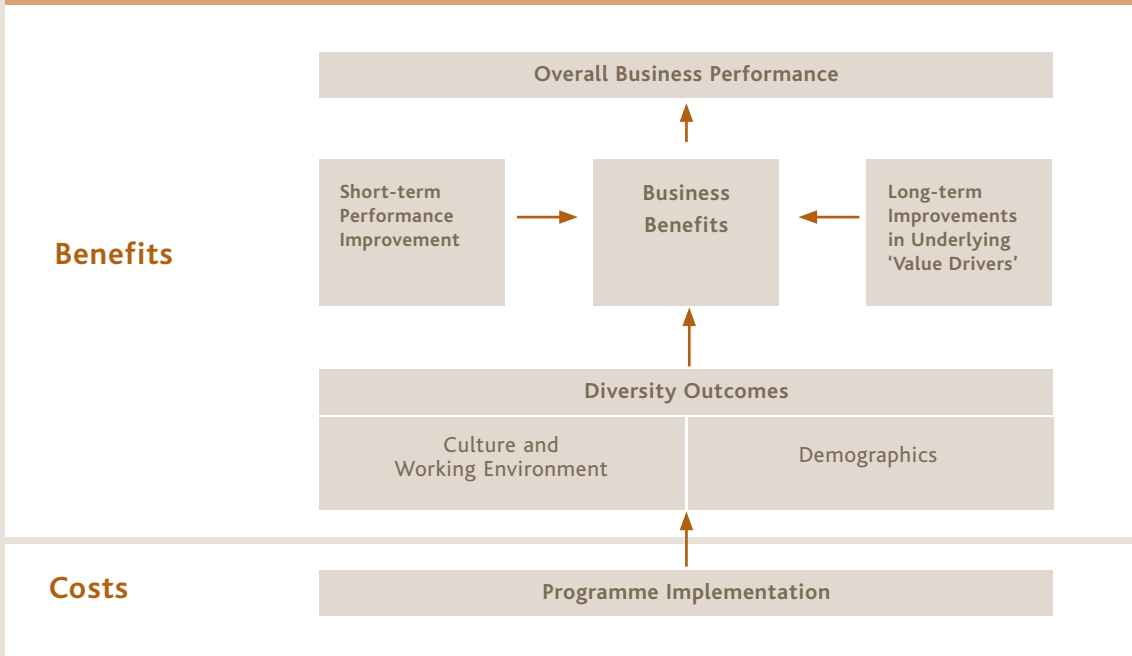 Overall Business Performance
Benefits
Short-term
Performance
Improvement
Business
Benefits
Long-term
Improvements
in Underlying
‘Value Drivers’
Diversity Outcomes
Culture and
Working Environment
Demographics
Costs
Programme Implementation